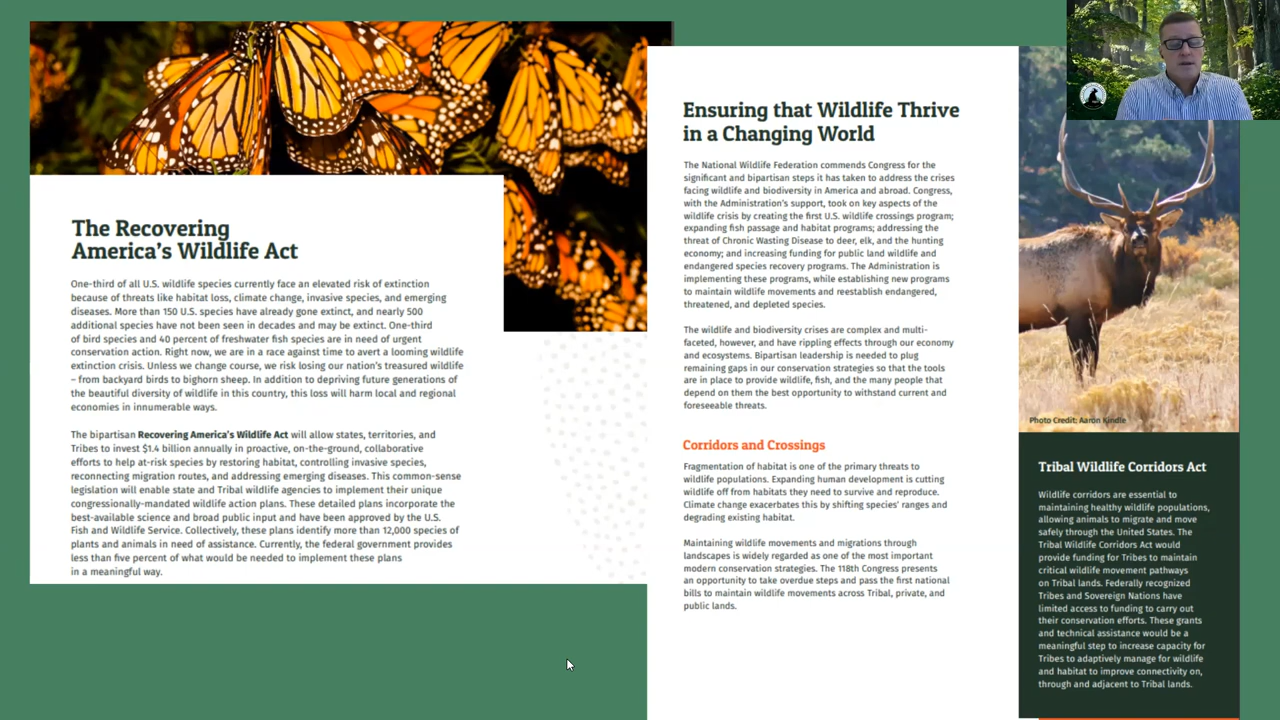 The Recovering
America's Wildlife Act
One-third of all U.S. wildlife species currently face an elevated risk of extinction
because of threats like habitat loss, climate change, invasive species, and emerging
diseases. More than 150 U.S. species have already gone extinct, and nearly 500
additional species have not been seen in decades and may be extinct. One-third
of bird species and 40 percent of freshwater fish species are in need of urgent
conservation action. Right now, we are in a race against time to avert a looming wildlife
extinction crisis. Unless we change course, we risk losing our nation's treasured wildlife
– from backyard birds to bighorn sheep. In addition to depriving future generations of
the beautiful diversity of wildlife in this country, this loss will harm local and regional
economies in innumerable ways.
The bipartisan Recovering America's Wildlife Act will allow states, territories, and
Tribes to invest $1.4 billion annually in proactive, on-the-ground, collaborative
efforts to help at-risk species by restoring habitat, controlling invasive species,
reconnecting migration routes, and addressing emerging diseases. This common-sense
legislation will enable state and Tribal wildlife agencies to implement their unique
congressionally-mandated wildlife action plans. These detailed plans incorporate the
best-available science and broad public input and have been approved by the U.S.
Fish and Wildlife Service. Collectively, these plans identify more than 12,000 species of
plants and animals in need of assistance. Currently, the federal government provides
less than five percent of what would be needed to implement these plans
in a meaningful way.
Ensuring that Wildlife Thrive
in a Changing World
The National Wildlife Federation commends Congress for the
significant and bipartisan steps it has taken to address the crises
facing wildlife and biodiversity in America and abroad. Congress,
with the Administration's support, took on key aspects of the
wildlife crisis by creating the first U.S. wildlife crossings program;
expanding fish passage and habitat programs; addressing the
threat of Chronic Wasting Disease to deer, elk, and the hunting
economy; and increasing funding for public land wildlife and
endangered species recovery programs. The Administration is
implementing these programs, while establishing new programs
to maintain wildlife movements and reestablish endangered,
threatened, and depleted species.
The wildlife and biodiversity crises are complex and multi-
faceted, however, and have rippling effects through our economy
and ecosystems. Bipartisan leadership is needed to plug
remaining gaps in our conservation strategies so that the tools
are in place to provide wildlife, fish, and the many people that
depend on them the best opportunity to withstand current and
foreseeable threats.
Corridors and Crossings
Fragmentation of habitat is one of the primary threats to
wildlife populations. Expanding human development is cutting
wildlife off from habitats they need to survive and reproduce.
Climate change exacerbates this by shifting species' ranges and
degrading existing habitat.
Maintaining wildlife movements and migrations through
landscapes is widely regarded as one of the most important
modern conservation strategies. The 118th Congress presents
an opportunity to take overdue steps and pass the first national
bills to maintain wildlife movements across Tribal, private, and
public lands.
Photo Credit: Aaron Kindle
Tribal Wildlife Corridors Act
Wildlife corridors are essential to
maintaining healthy wildlife populations,
allowing animals to migrate and move
safely through the United States. The
Tribal Wildlife Corridors Act would
provide funding for Tribes to maintain
critical wildlife movement pathways
on Tribal lands. Federally recognized
Tribes and Sovereign Nations have
limited access to funding to carry out
their conservation efforts. These grants
and technical assistance would be a
meaningful step to increase capacity for
Tribes to adaptively manage for wildlife
and habitat to improve connectivity on,
through and adjacent to Tribal lands.